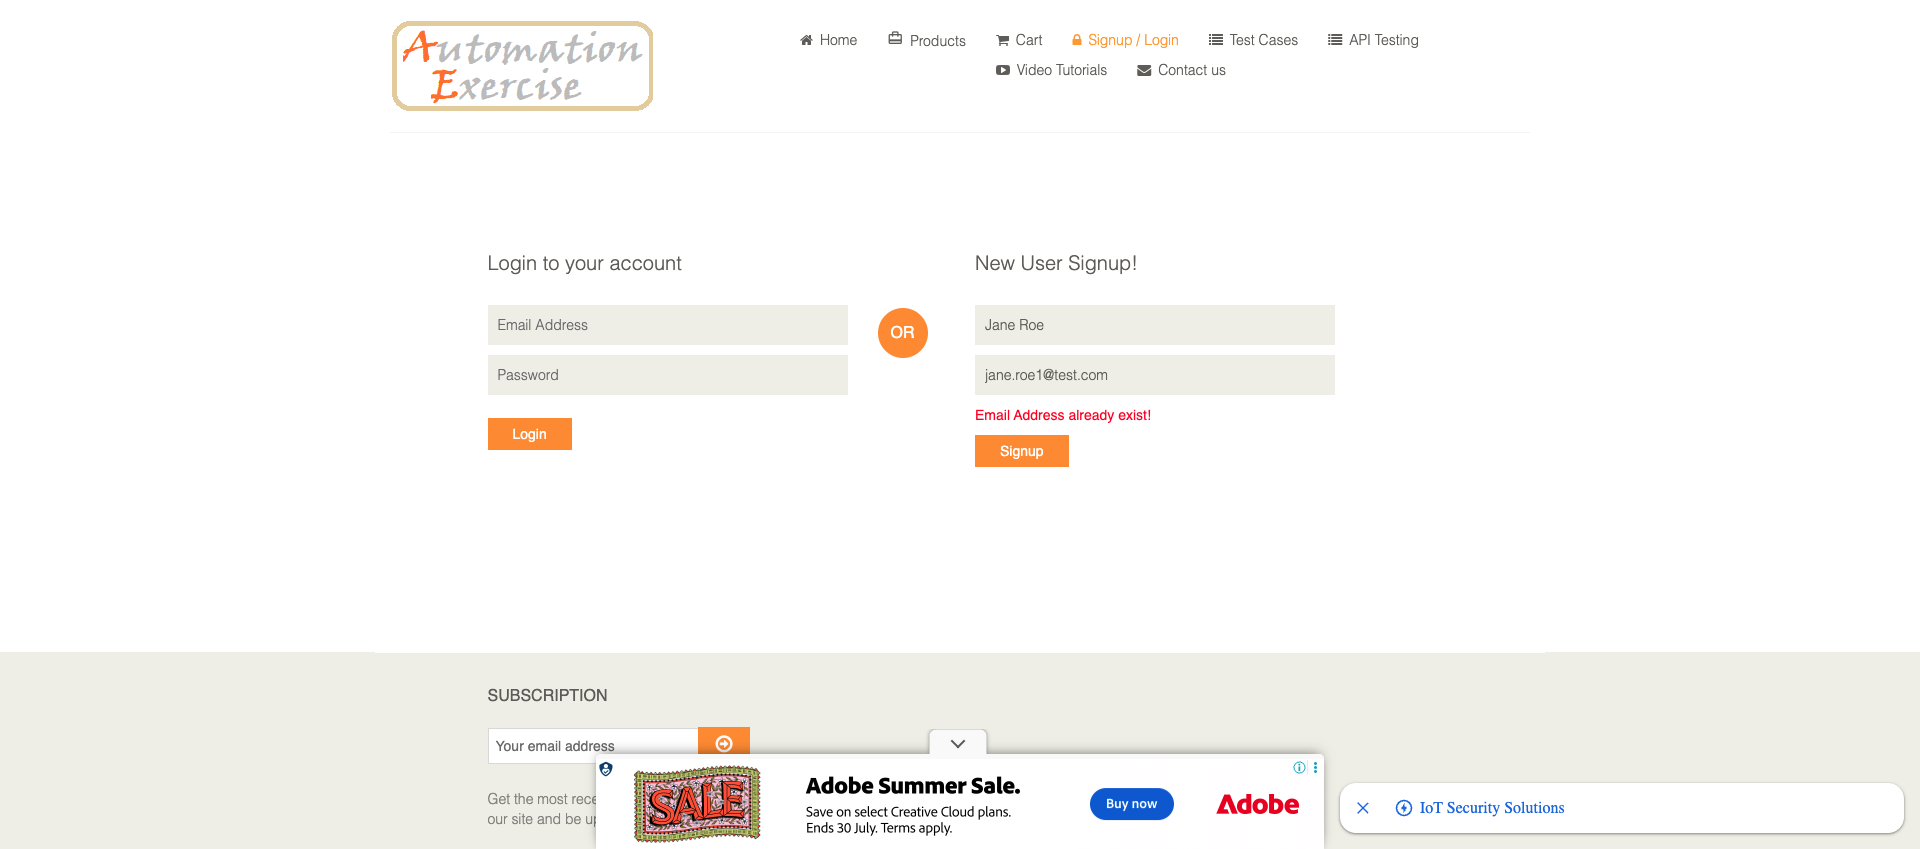 Automation
Exercise
Home
Products
Cart
Signup / Login
Test Cases
API Testing
Video Tutorials
Contact us
Login to your account
Email Address
Password
Login
OR
New User Signup!
Jane Roe
jane.roe1@test.com
Email Address already exist!
Signup
SUBSCRIPTION
Your email address
Get the most rece
our site and be up
SALE
Adobe Summer Sale.
Save on select Creative Cloud plans.
Ends 30 July. Terms apply.
Buy now
Adobe
IoT Security Solutions